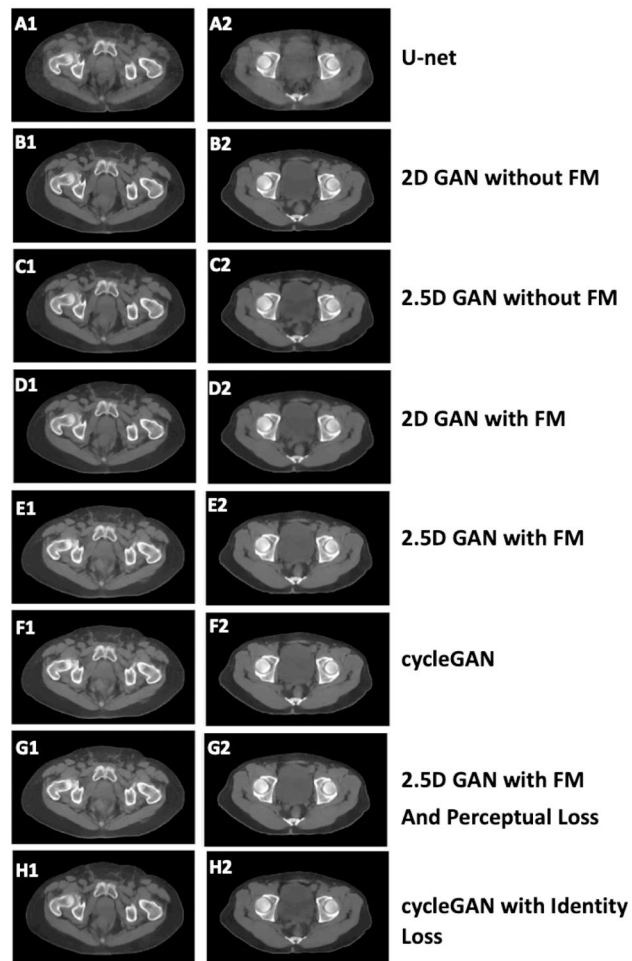 A1 A2 U-net
B1 B2 2D GAN without FM
C1 C2 2.5D GAN without FM
D1 D2 2D GAN with FM
E1 E2 2.5D GAN with FM
F1 F2 cycleGAN
G1 G2 2.5D GAN with FM
And Perceptual Loss
H1 H2 cycleGAN with Identity
Loss